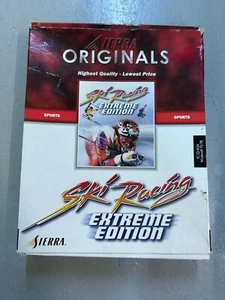 SIERRA
ORIGINALS
Highest Quality - Lowest Price
SPORTS
SPORTS
Ski Racing
EXTREME
EDITION
Ski Racing
EXTREME
EDITION
SIERRA